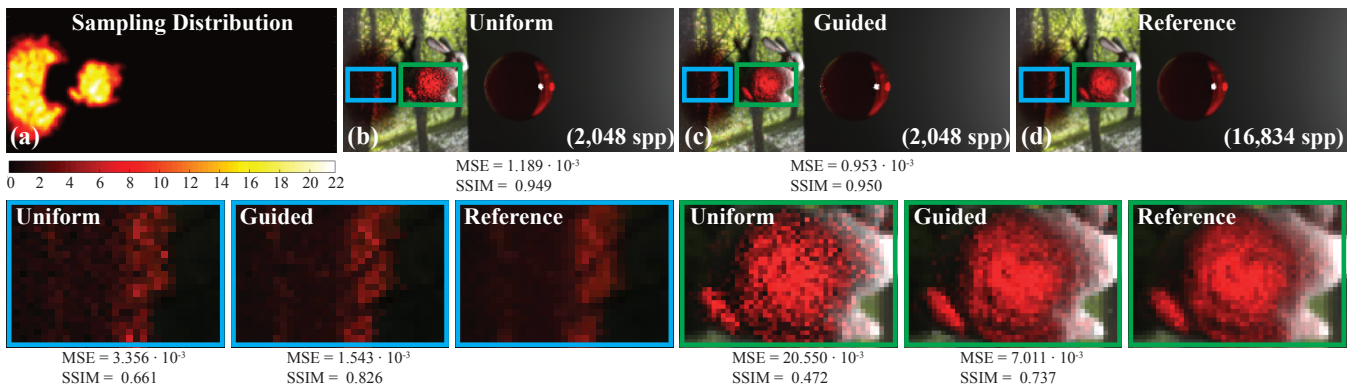 Sampling Distribution
(a)
Uniform
(b)
(2,048 spp)
Guided
(c)
(2,048 spp)
Reference
(d)
(16,834 spp)
0 2 4 6 8 10 12 14 16 18 20 22
MSE = 1.189 · 10⁻³
SSIM = 0.949
MSE = 0.953 · 10⁻³
SSIM = 0.950
Uniform
Guided
Reference
Uniform
Guided
Reference
MSE = 3.356 · 10⁻³
SSIM = 0.661
MSE = 1.543 · 10⁻³
SSIM = 0.826
MSE = 20.550 · 10⁻³
SSIM = 0.472
MSE = 7.011 · 10⁻³
SSIM = 0.737